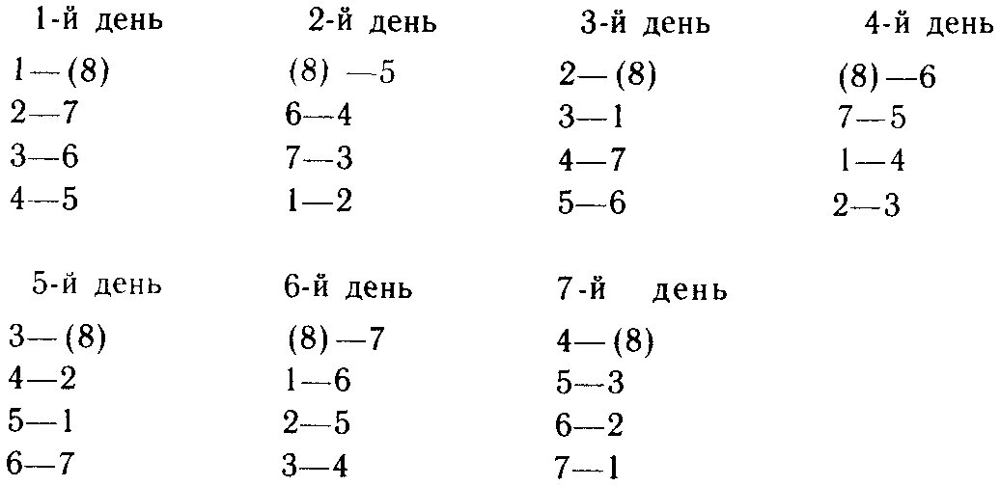 1-й день 2-й день 3-й день 4-й день
1—(8) (8) —5 2—(8) (8)—6
2—7 6—4 3—1 7—5
3—6 7—3 4—7 1—4
4—5 1—2 5—6 2—3
5-й день 6-й день 7-й день
3—(8) (8)—7 4—(8)
4—2 1—6 5—3
5—1 2—5 6—2
6—7 3—4 7—1